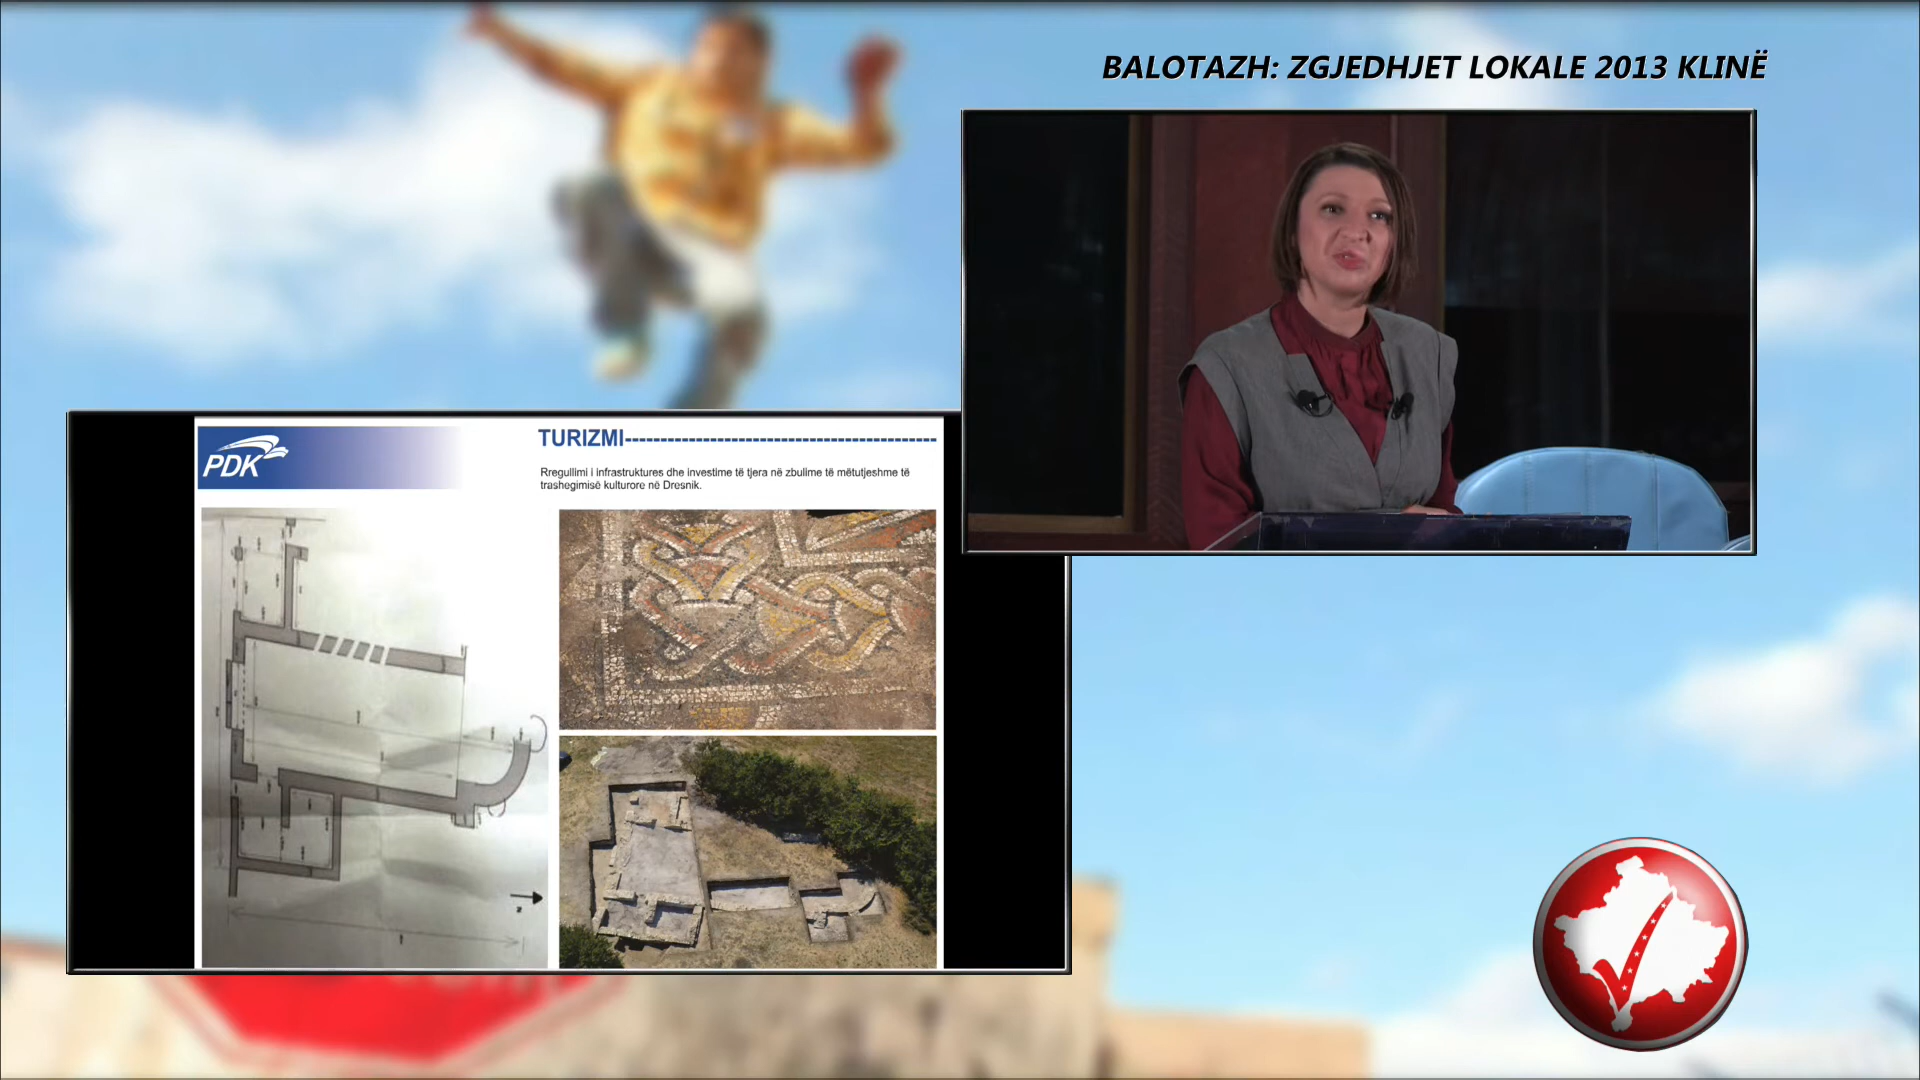 BALOTAZH: ZGJEDHJET LOKALE 2013 KLINË
PDK
TURIZMI
Rregullimi i infrastruktures dhe investime të tjera në zbulime të mëtutjeshme të
trashegimisë kulturore në Dresnik.